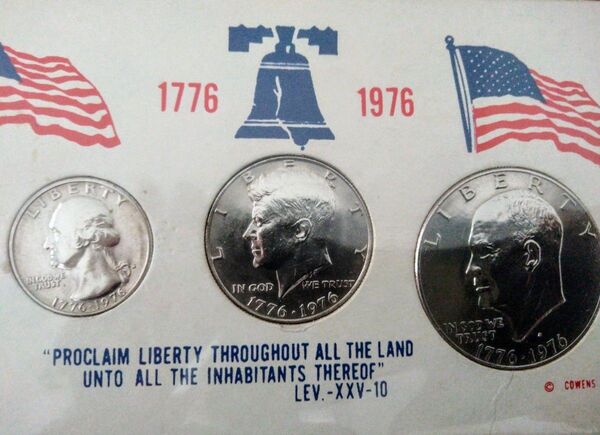 1776
1976
LIBERTY
IN GOD WE
TRUST
1776·1976
LIBERTY
IN GOD WE TRUST
1776·1976
LIBERTY
IN GOD WE
TRUST
1776·1976
"PROCLAIM LIBERTY THROUGHOUT ALL THE LAND
UNTO ALL THE INHABITANTS THEREOF"
LEV.-XXV-10
© COWENS